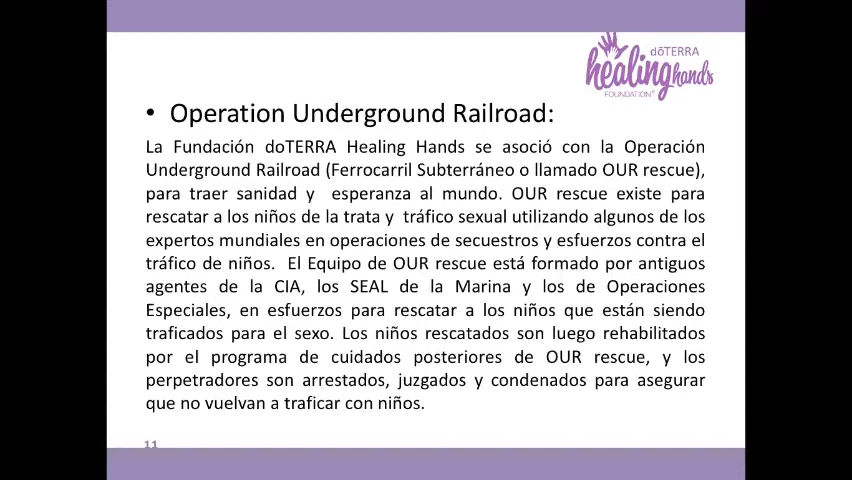 dōTERRA
healing hands
FOUNDATION®
• Operation Underground Railroad:
La Fundación doTERRA Healing Hands se asoció con la Operación
Underground Railroad (Ferrocarril Subterráneo o llamado OUR rescue),
para traer sanidad y esperanza al mundo. OUR rescue existe para
rescatar a los niños de la trata y tráfico sexual utilizando algunos de los
expertos mundiales en operaciones de secuestros y esfuerzos contra el
tráfico de niños. El Equipo de OUR rescue está formado por antiguos
agentes de la CIA, los SEAL de la Marina y los de Operaciones
Especiales, en esfuerzos para rescatar a los niños que están siendo
traficados para el sexo. Los niños rescatados son luego rehabilitados
por el programa de cuidados posteriores de OUR rescue, y los
perpetradores son arrestados, juzgados y condenados para asegurar
que no vuelvan a traficar con niños.
11